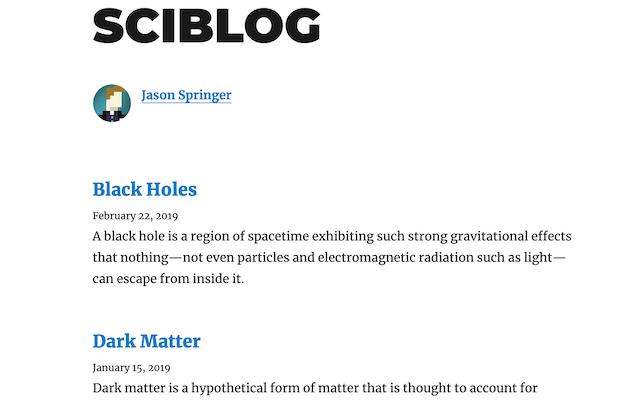 SCIBLOG
Jason Springer
Black Holes
February 22, 2019
A black hole is a region of spacetime exhibiting such strong gravitational effects
that nothing—not even particles and electromagnetic radiation such as light—
can escape from inside it.
Dark Matter
January 15, 2019
Dark matter is a hypothetical form of matter that is thought to account for